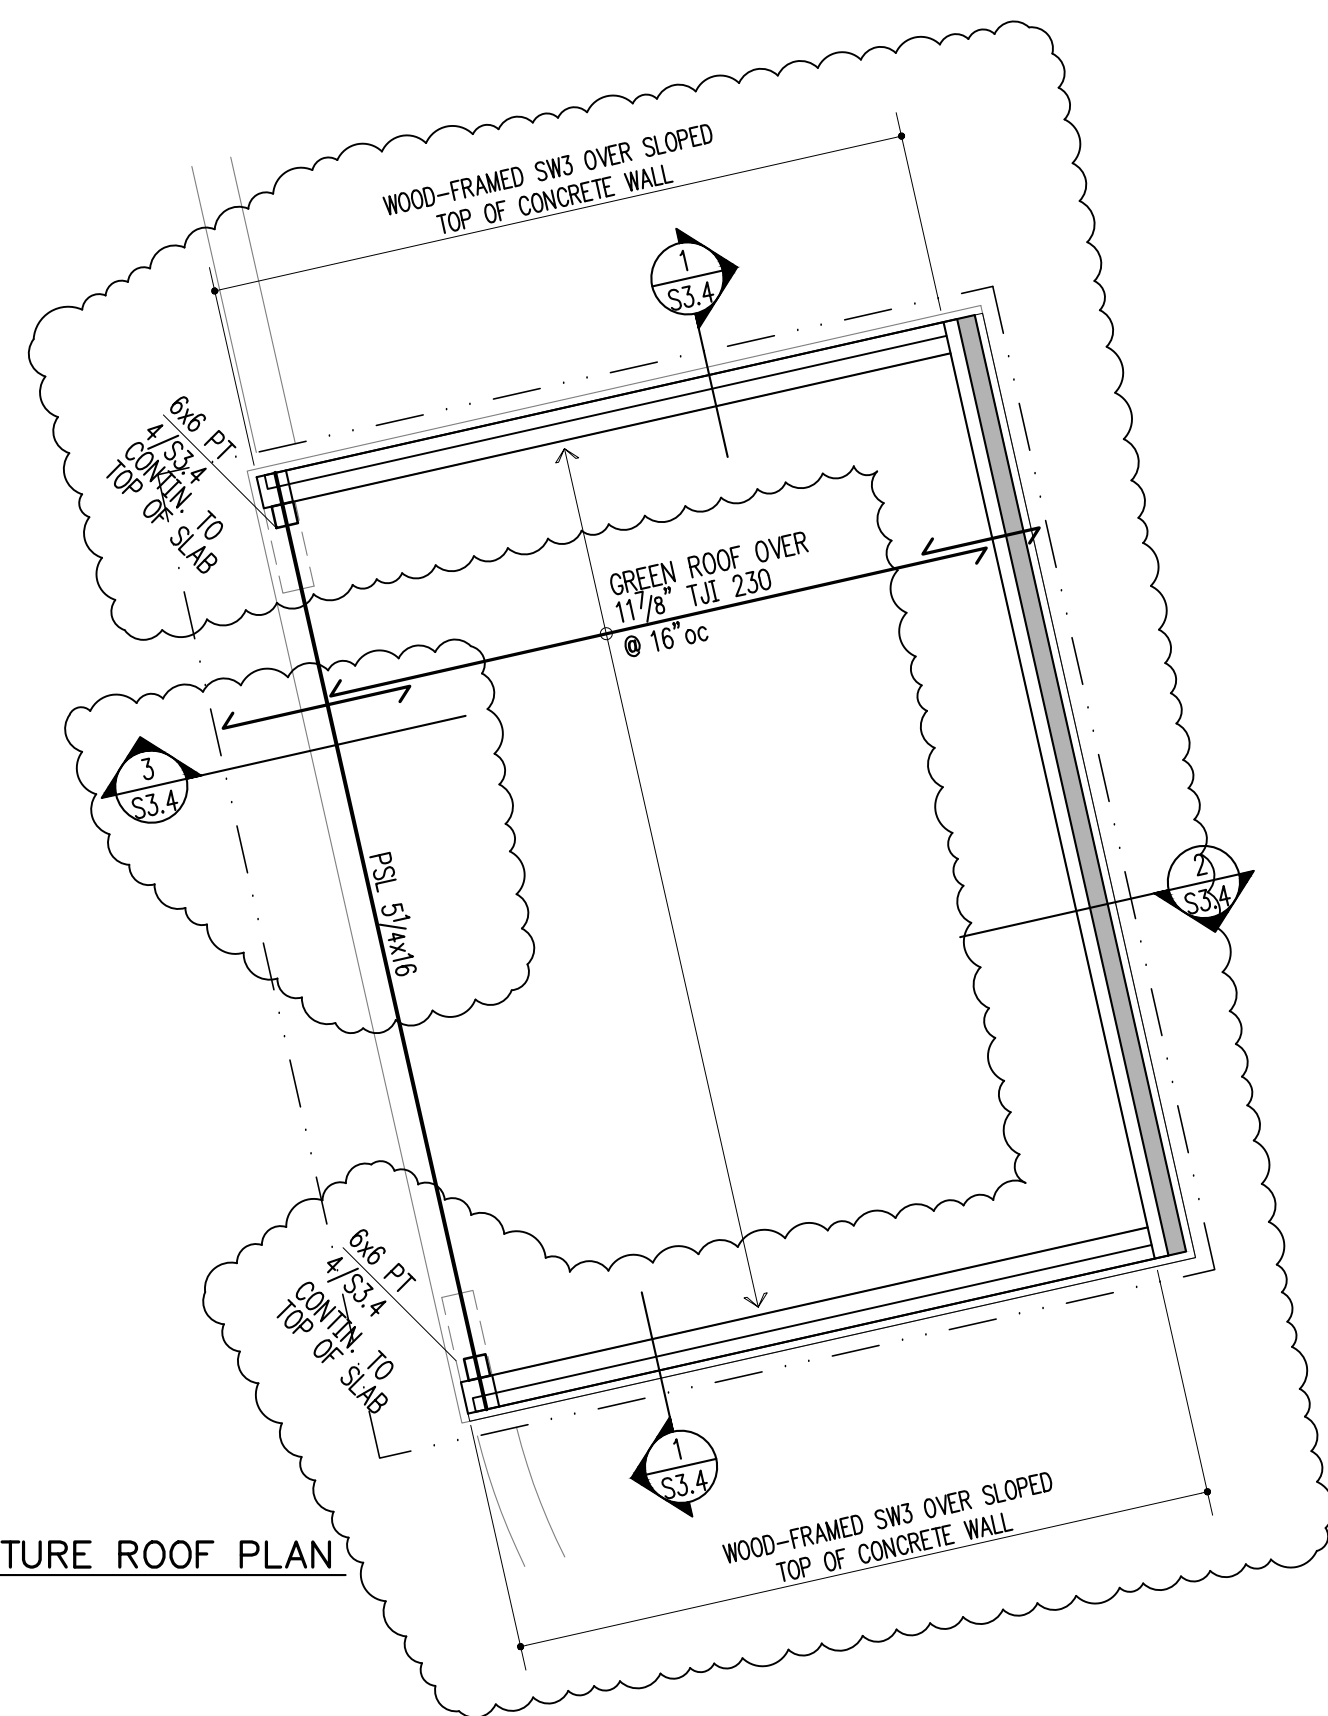 WOOD-FRAMED SW3 OVER SLOPED
TOP OF CONCRETE WALL
1
S3.4
6x6 PT
4/S3.4
CONTIN. TO
TOP OF SLAB
GREEN ROOF OVER
11 7/8" TJI 230
@ 16"oc
3
S3.4
PSL 5 1/4x16
2
S3.4
6x6 PT
4/S3.4
CONTIN. TO
TOP OF SLAB
1
S3.4
WOOD-FRAMED SW3 OVER SLOPED
TOP OF CONCRETE WALL
TURE ROOF PLAN